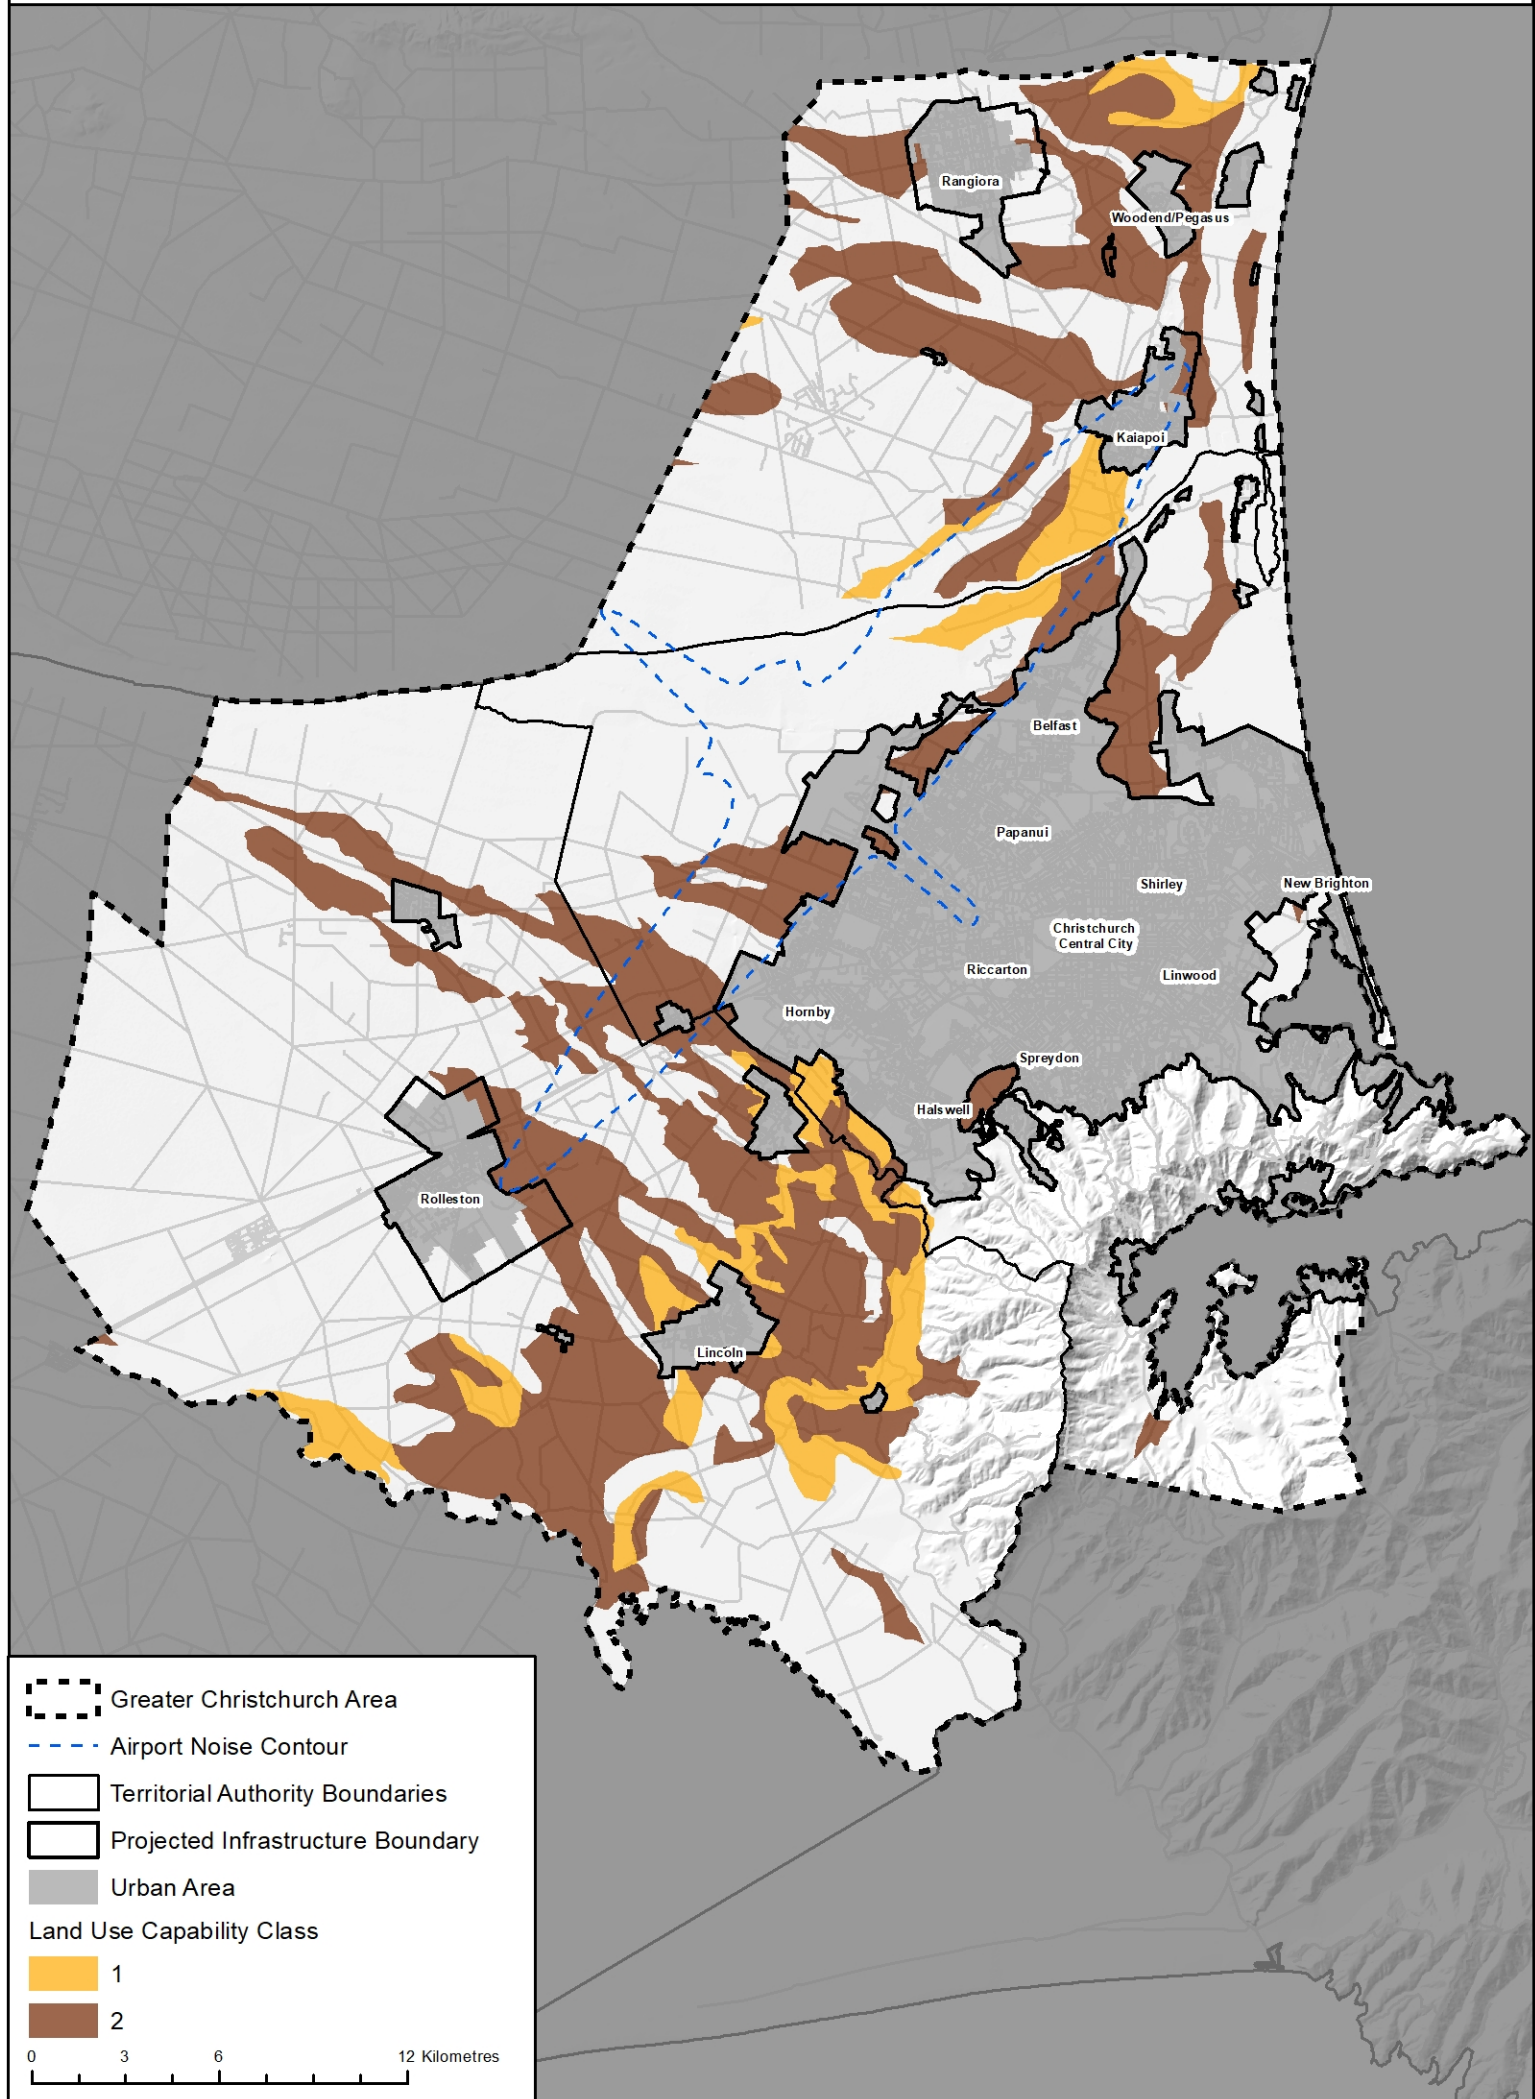 Rangiora
Woodend/Pegasus
Kaiapoi
Belfast
Papanui
Shirley
New Brighton
Christchurch
Central City
Riccarton
Linwood
Hornby
Spreydon
Halswell
Rolleston
Lincoln
Greater Christchurch Area
Airport Noise Contour
Territorial Authority Boundaries
Projected Infrastructure Boundary
Urban Area
Land Use Capability Class
1
2
0 3 6 12 Kilometres